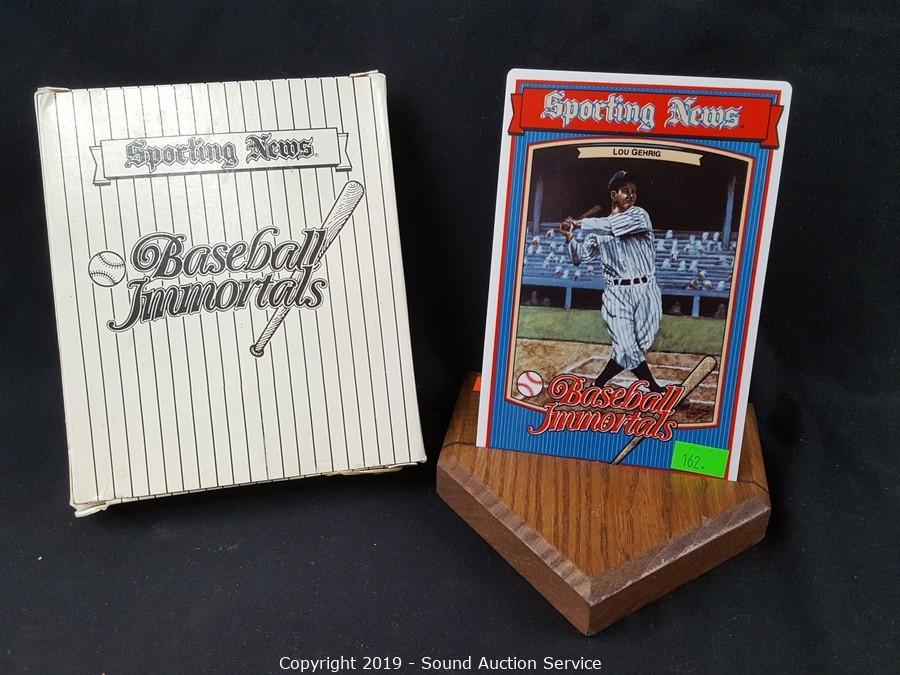 Sporting News
Baseball
Immortals
Sporting News
LOU GEHRIG
Baseball
Immortals
162.
Copyright 2019 - Sound Auction Service